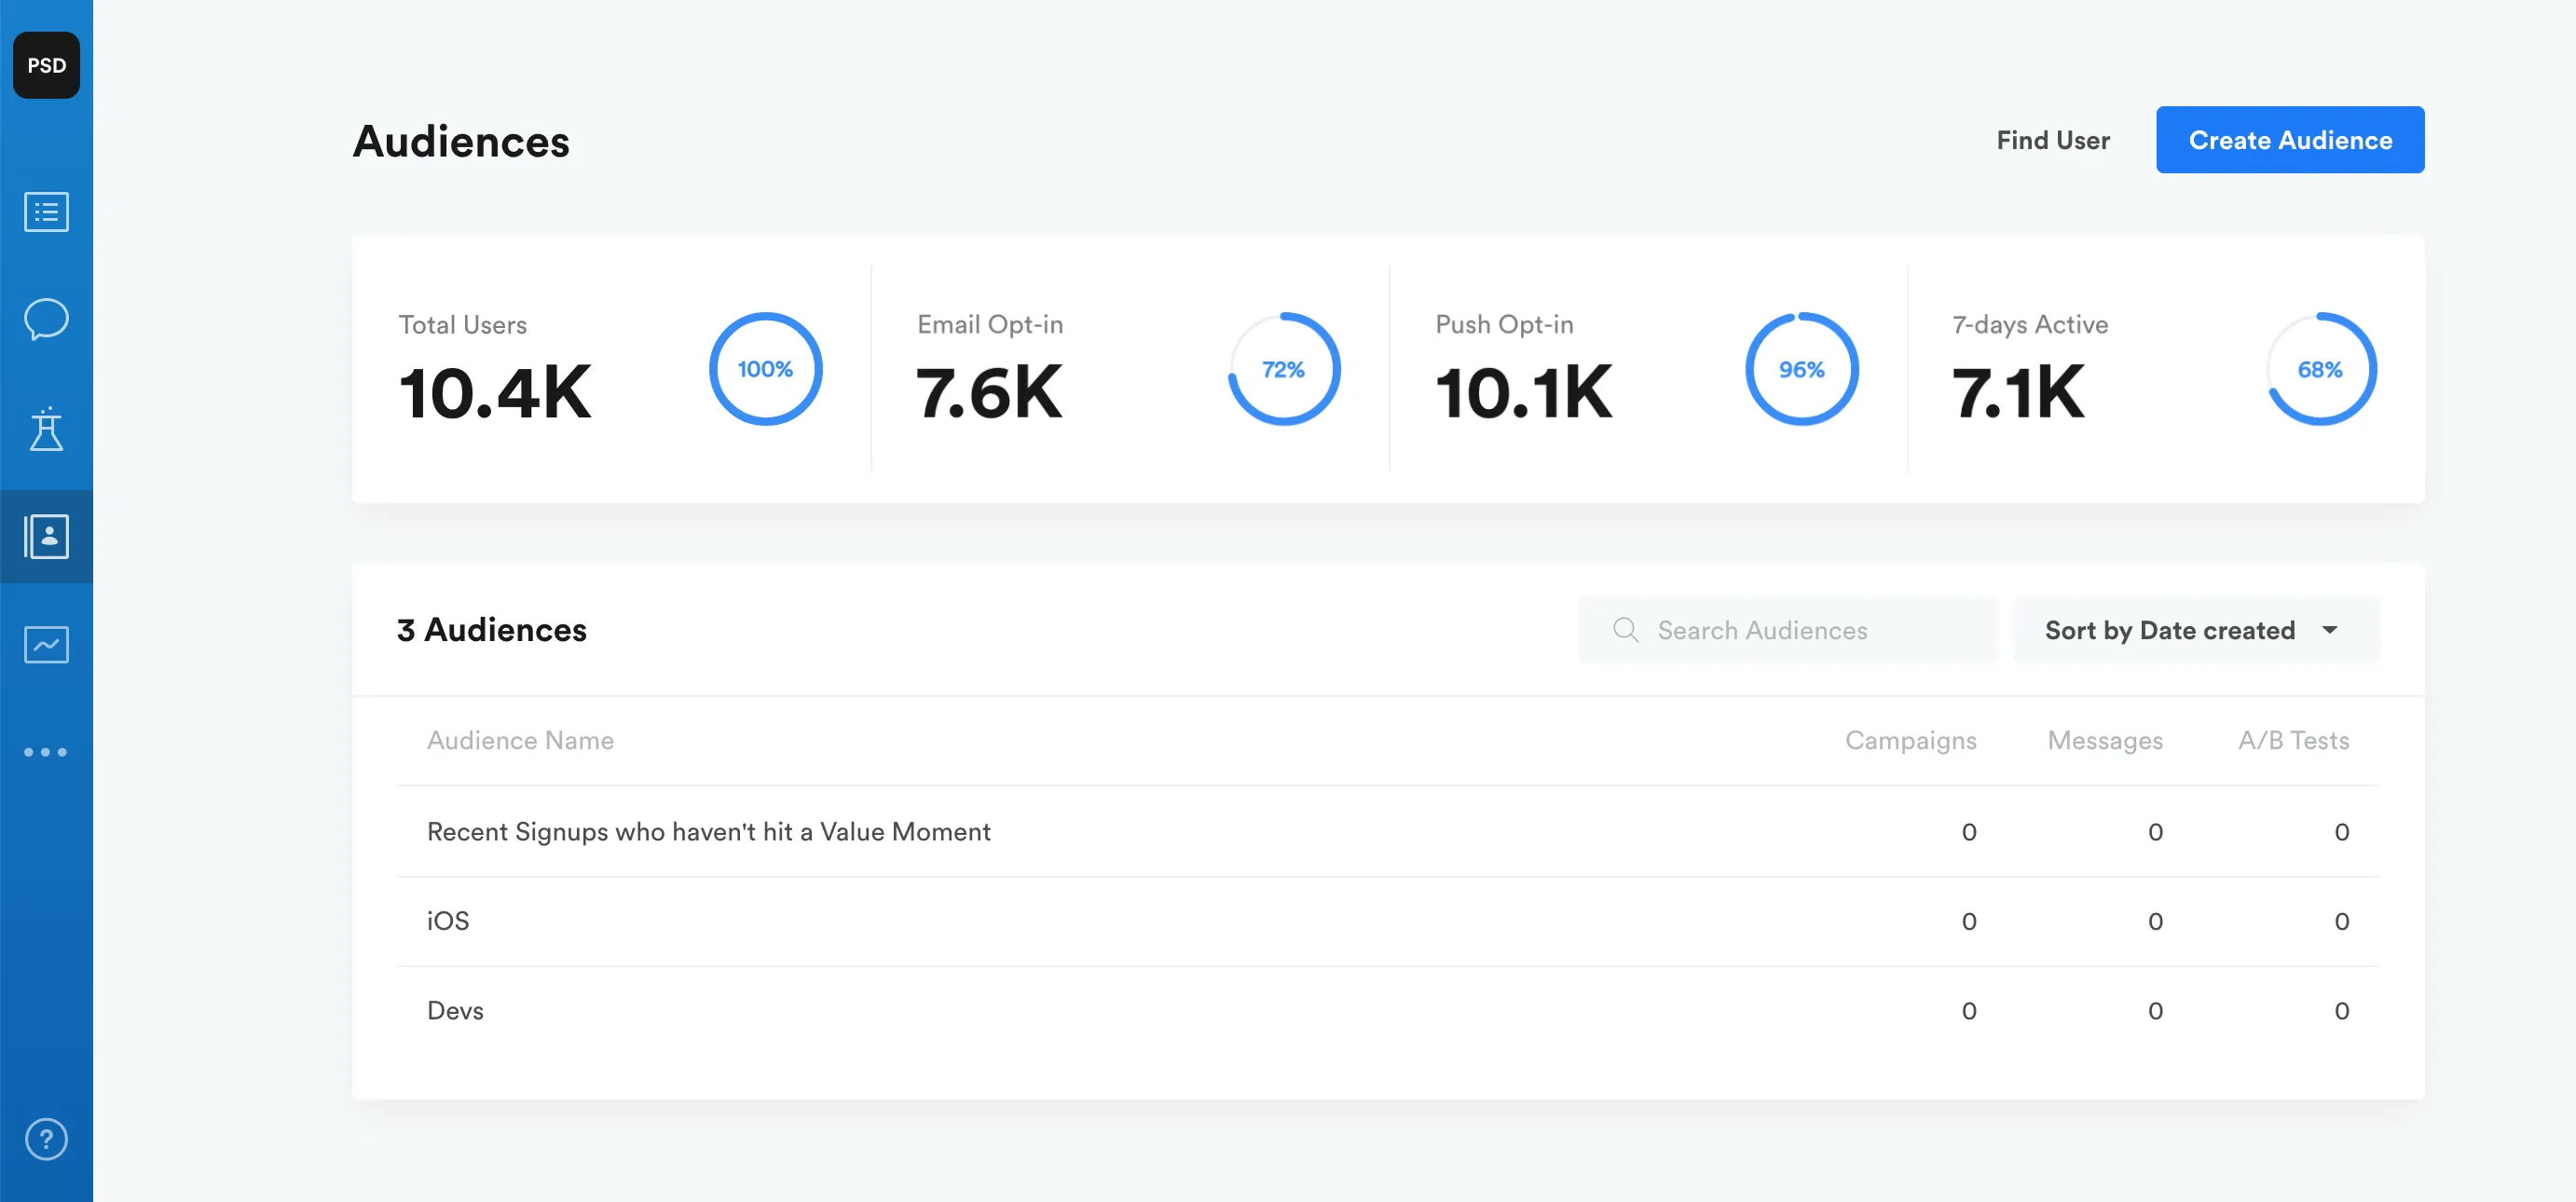 PSD
Audiences
Find User
Create Audience
Total Users
10.4K
100%
Email Opt-in
7.6K
72%
Push Opt-in
10.1K
96%
7-days Active
7.1K
68%
3 Audiences
Search Audiences
Sort by Date created
Audience Name Campaigns Messages A/B Tests
Recent Signups who haven't hit a Value Moment 0 0 0
iOS 0 0 0
Devs 0 0 0
?